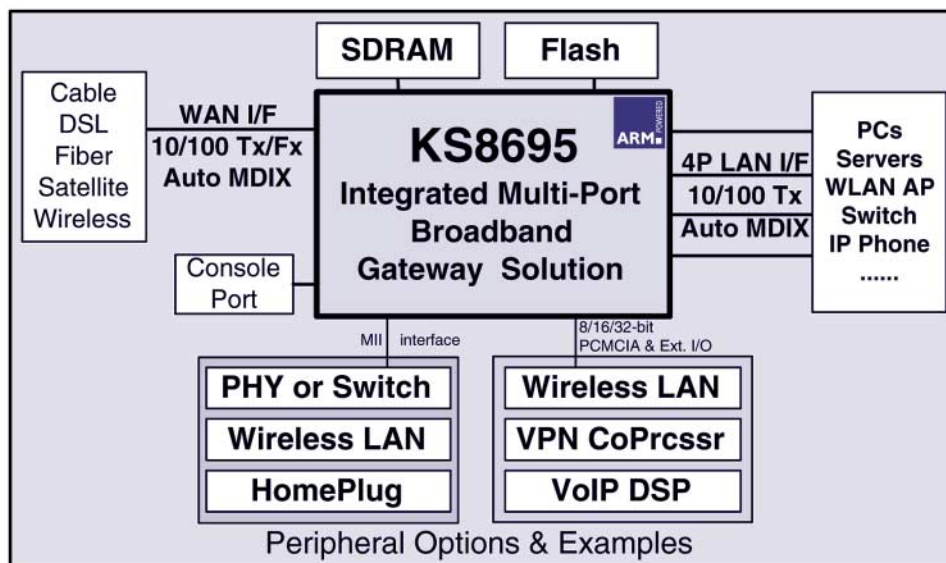 SDRAM
Flash
Cable
DSL
Fiber
Satellite
Wireless
WAN I/F
10/100 Tx/Fx
Auto MDIX
KS8695
Integrated Multi-Port
Broadband
Gateway Solution
ARM
POWERED
4P LAN I/F
10/100 Tx
Auto MDIX
PCs
Servers
WLAN AP
Switch
IP Phone
......
Console
Port
MII interface
8/16/32-bit
PCMCIA & Ext. I/O
PHY or Switch
Wireless LAN
HomePlug
Wireless LAN
VPN CoPrcssr
VoIP DSP
Peripheral Options & Examples